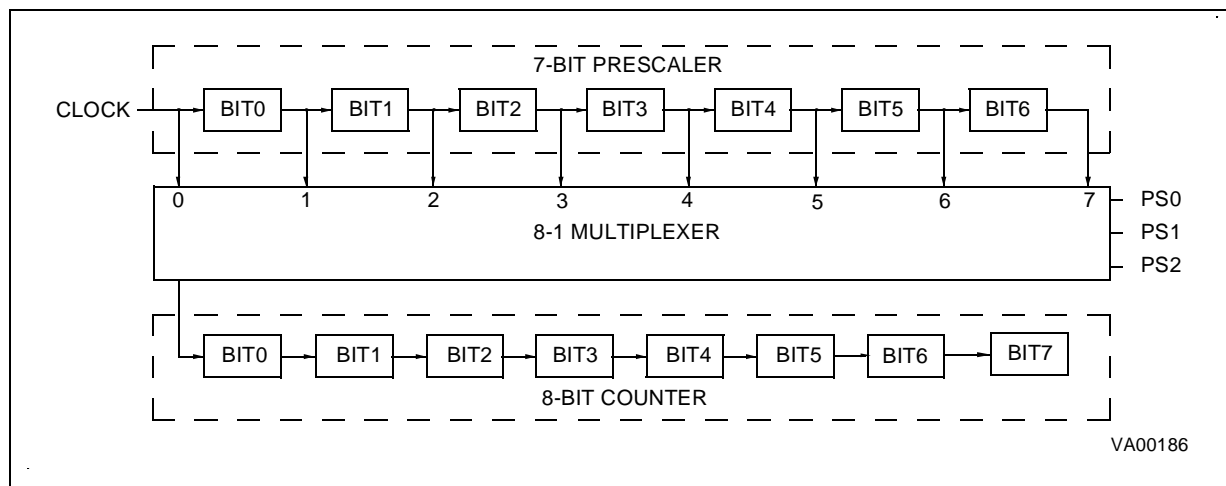 7-BIT PRESCALER
CLOCK BIT0 BIT1 BIT2 BIT3 BIT4 BIT5 BIT6
0 1 2 3 4 5 6 7
8-1 MULTIPLEXER
PS0
PS1
PS2
BIT0 BIT1 BIT2 BIT3 BIT4 BIT5 BIT6 BIT7
8-BIT COUNTER
VA00186